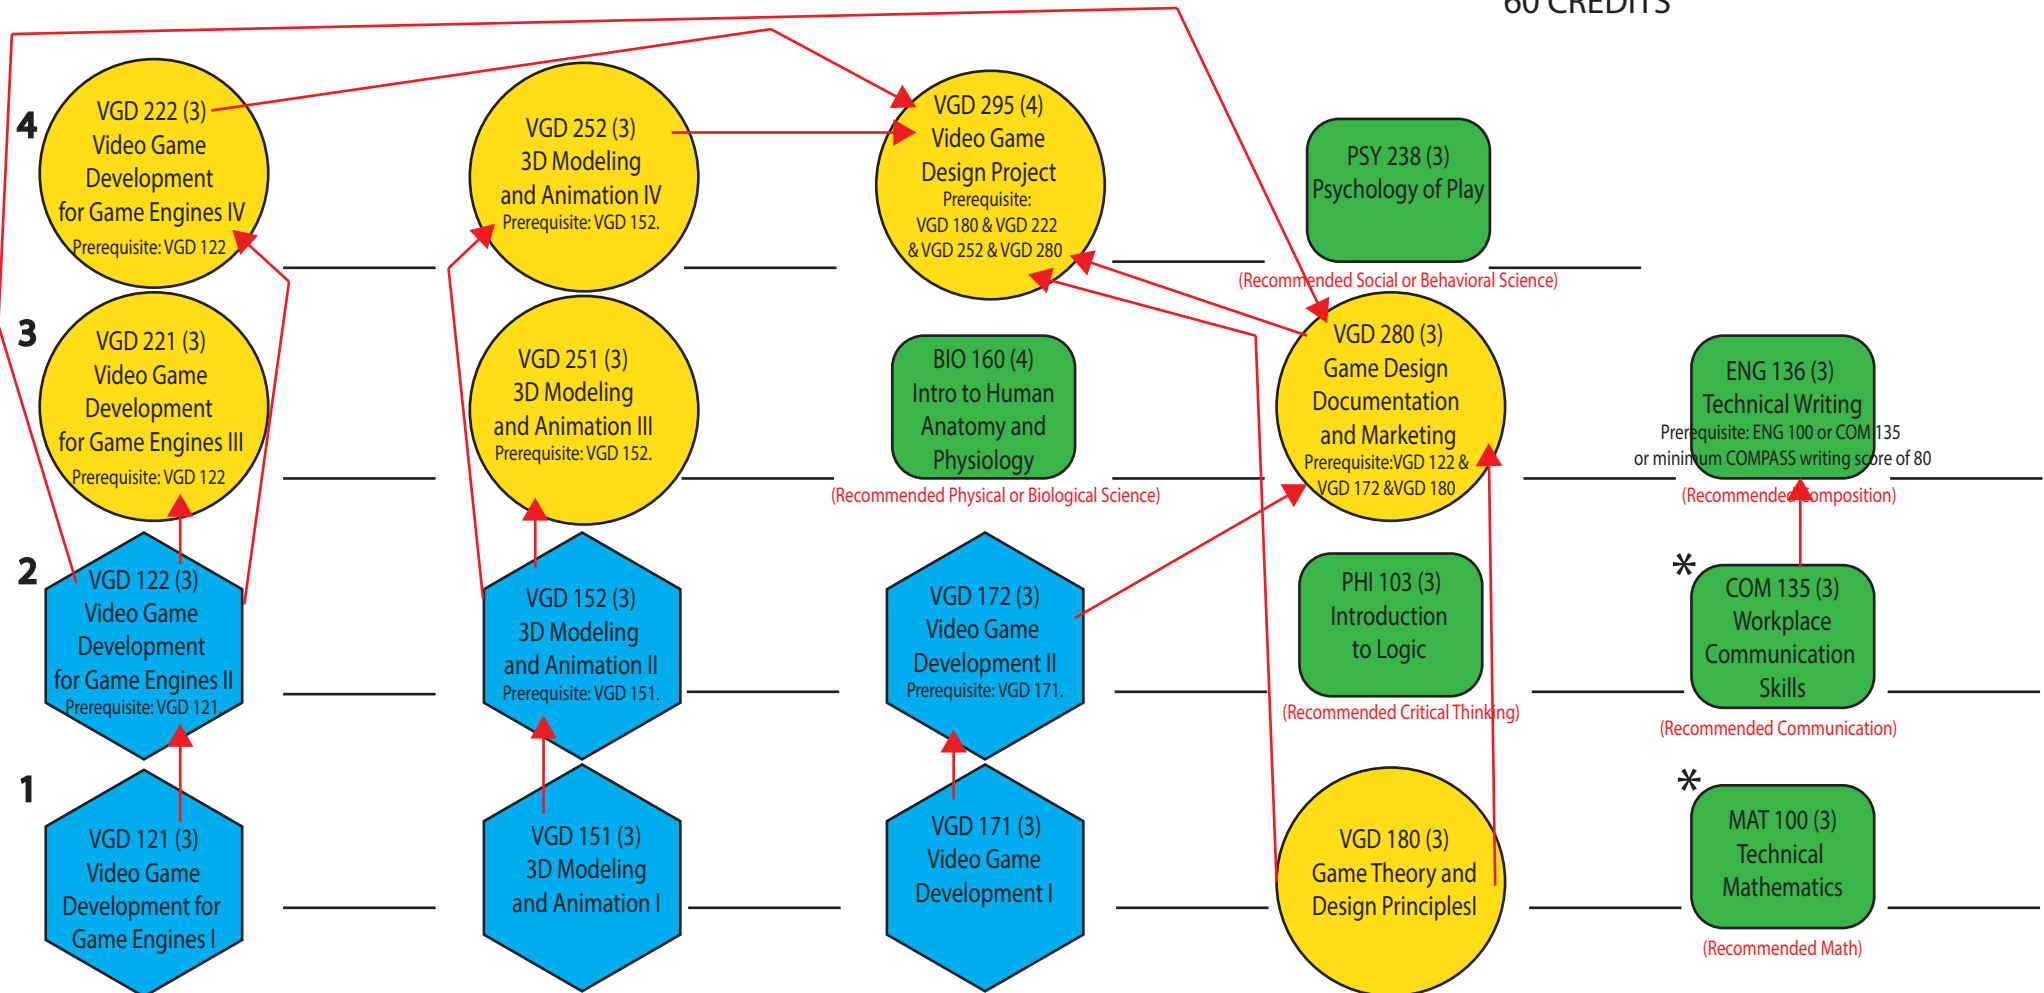 60 CREDITS
4
VGD 222 (3)
Video Game
Development
for Game Engines IV
Prerequisite: VGD 122
VGD 252 (3)
3D Modeling
and Animation IV
Prerequisite: VGD 152.
VGD 295 (4)
Video Game
Design Project
Prerequisite:
VGD 180 & VGD 222
& VGD 252 & VGD 280
PSY 238 (3)
Psychology of Play
(Recommended Social or Behavioral Science)
3
VGD 221 (3)
Video Game
Development
for Game Engines III
Prerequisite: VGD 122
VGD 251 (3)
3D Modeling
and Animation III
Prerequisite: VGD 152.
BIO 160 (4)
Intro to Human
Anatomy and
Physiology
(Recommended Physical or Biological Science)
VGD 280 (3)
Game Design
Documentation
and Marketing
Prerequisite:VGD 122 &
VGD 172 &VGD 180
ENG 136 (3)
Technical Writing
Prerequisite: ENG 100 or COM 135
or minimum COMPASS writing score of 80
(Recommended Composition)
2
VGD 122 (3)
Video Game
Development
for Game Engines II
Prerequisite: VGD 121.
VGD 152 (3)
3D Modeling
and Animation II
Prerequisite: VGD 151.
VGD 172 (3)
Video Game
Development II
Prerequisite: VGD 171.
PHI 103 (3)
Introduction
to Logic
(Recommended Critical Thinking)
*
COM 135 (3)
Workplace
Communication
Skills
(Recommended Communication)
1
VGD 121 (3)
Video Game
Development for
Game Engines I
VGD 151 (3)
3D Modeling
and Animation I
VGD 171 (3)
Video Game
Development I
VGD 180 (3)
Game Theory and
Design PrinciplesI
*
MAT 100 (3)
Technical
Mathematics
(Recommended Math)